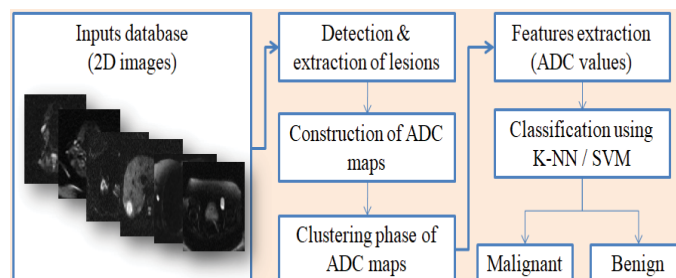 Inputs database
(2D images)
Detection &
extraction of lesions
Construction of ADC
maps
Clustering phase of
ADC maps
Features extraction
(ADC values)
Classification using
K-NN / SVM
Malignant
Benign